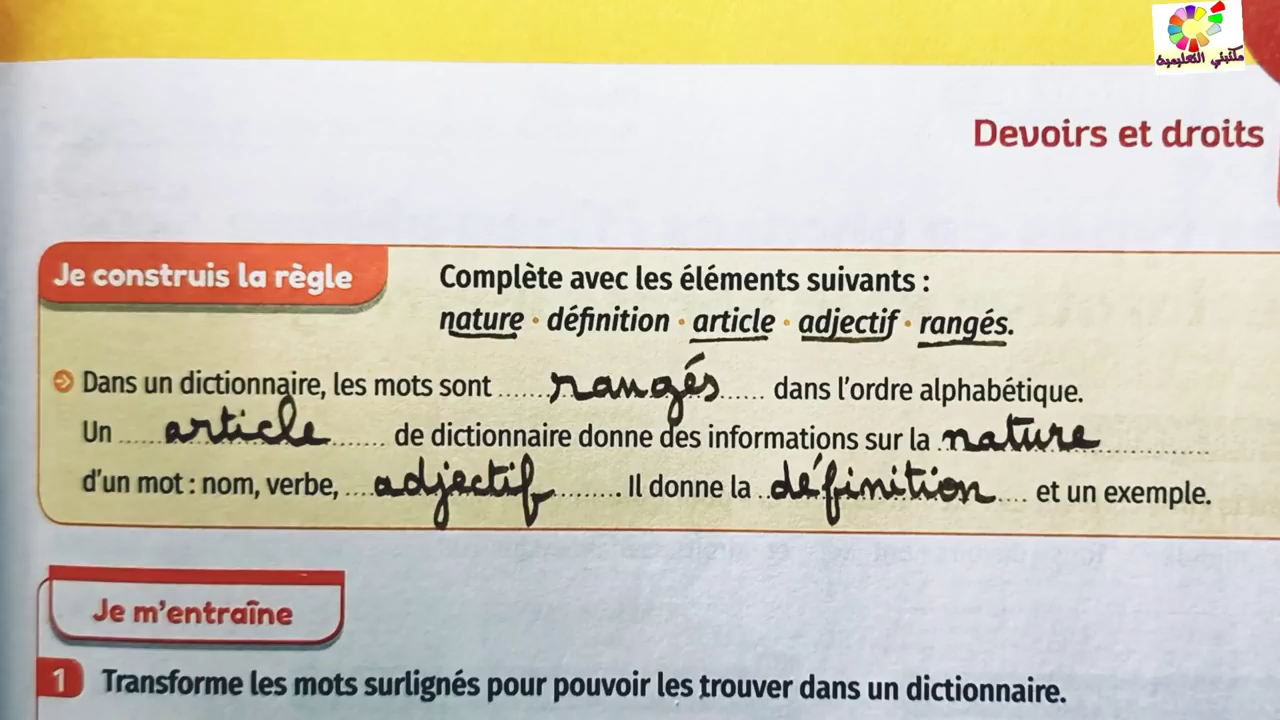 مكتبتي التعليمية
Devoirs et droits
Je construis la règle
Complète avec les éléments suivants :
nature · définition · article · adjectif · rangés.
Dans un dictionnaire, les mots sont ...... rangés ...... dans l'ordre alphabétique.
Un ...... article ...... de dictionnaire donne des informations sur la nature ......
d'un mot : nom, verbe, .... adjectif ......... . Il donne la .. définition .... et un exemple.
Je m'entraîne
1 Transforme les mots surlignés pour pouvoir les trouver dans un dictionnaire.